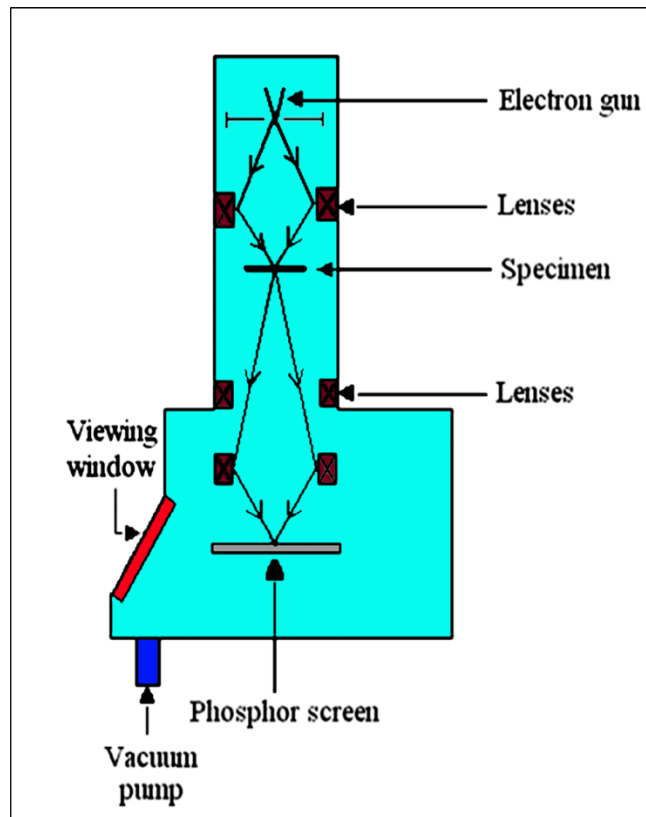 Electron gun
Lenses
Specimen
Lenses
Viewing
window
Phosphor screen
Vacuum
pump